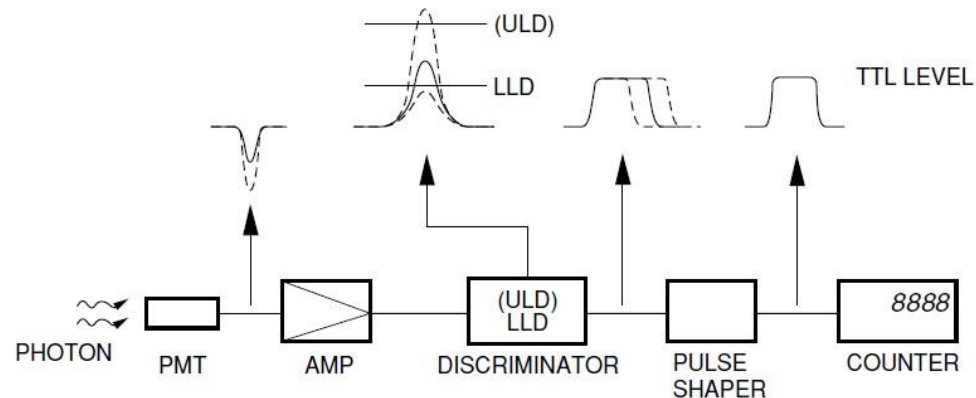 (ULD)
LLD
TTL LEVEL
(ULD)
LLD
8888
PHOTON
PMT
AMP
DISCRIMINATOR
PULSE
SHAPER
COUNTER